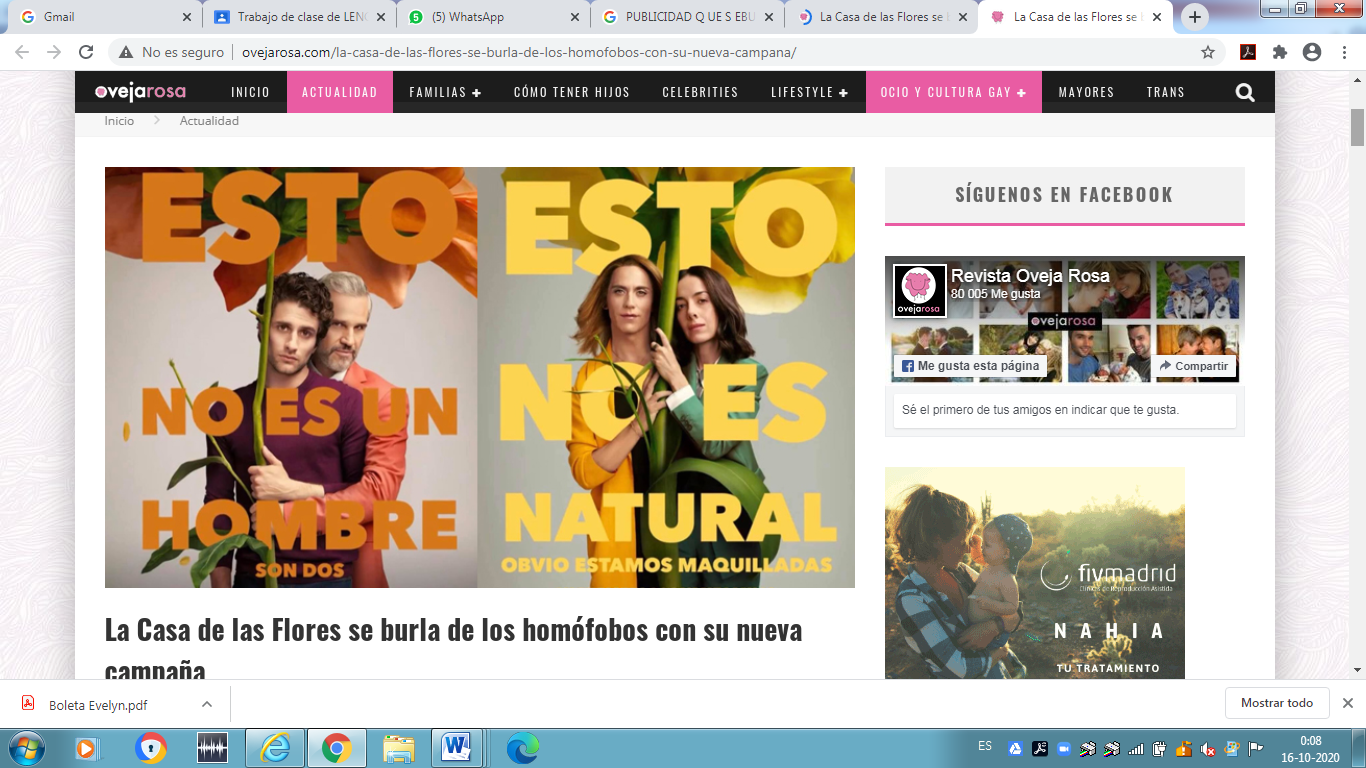 Gmail
Trabajo de clase de LENG
(5) WhatsApp
PUBLICIDAD Q UE S EBU
La Casa de las Flores se b
La Casa de las Flores se b
No es seguro
ovejarosa.com/la-casa-de-las-flores-se-burla-de-los-homofobos-con-su-nueva-campana/
ovejarosa
INICIO
ACTUALIDAD
FAMILIAS +
CÓMO TENER HIJOS
CELEBRITIES
LIFESTYLE +
OCIO Y CULTURA GAY +
MAYORES
TRANS
Inicio > Actualidad
ESTO
NO ES UN
HOMBRE
SON DOS
ESTO
NO ES
NATURAL
OBVIO ESTAMOS MAQUILLADAS
La Casa de las Flores se burla de los homófobos con su nueva
campaña
SÍGUENOS EN FACEBOOK
Revista Oveja Rosa
80 005 Me gusta
ovejarosa
ovejarosa
Me gusta esta página
Compartir
Sé el primero de tus amigos en indicar que te gusta.
fivmadrid
Clínicas de Reproducción Asistida
NAHIA
TU TRATAMIENTO
Boleta Evelyn.pdf
Mostrar todo
ES
0:08
16-10-2020